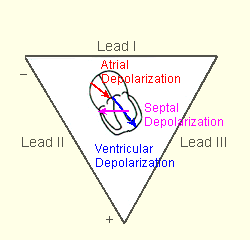 Lead I
Atrial
Depolarization
−
Septal
Depolarization
Lead II
Lead III
Ventricular
Depolarization
+